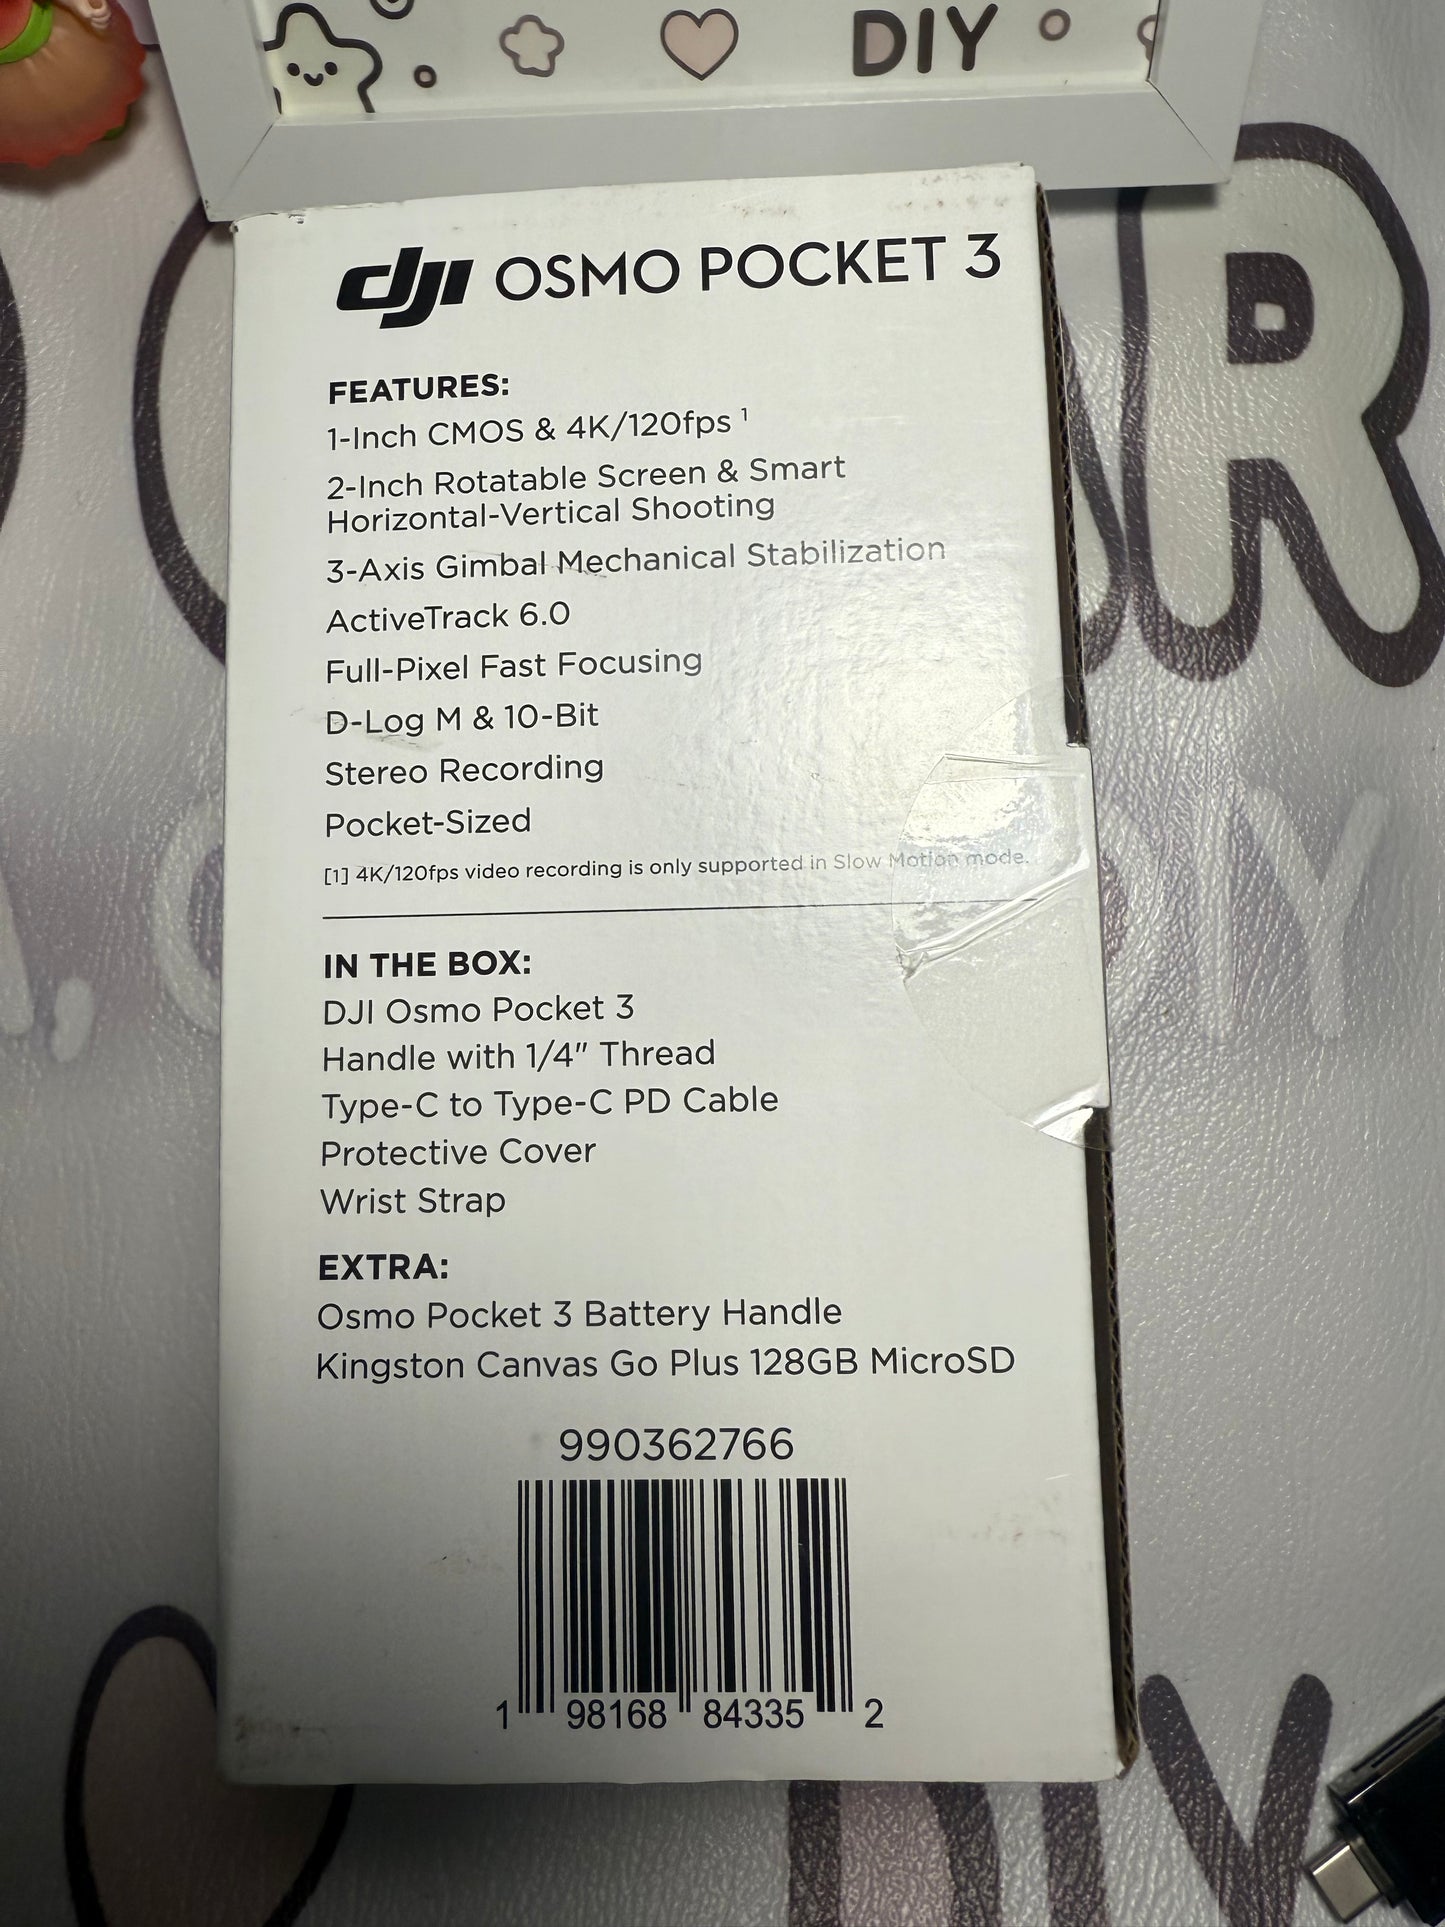 DIY
dji OSMO POCKET 3
FEATURES:
1-Inch CMOS & 4K/120fps ¹
2-Inch Rotatable Screen & Smart
Horizontal-Vertical Shooting
3-Axis Gimbal Mechanical Stabilization
ActiveTrack 6.0
Full-Pixel Fast Focusing
D-Log M & 10-Bit
Stereo Recording
Pocket-Sized
[1] 4K/120fps video recording is only supported in Slow Motion mode.
IN THE BOX:
DJI Osmo Pocket 3
Handle with 1/4″ Thread
Type-C to Type-C PD Cable
Protective Cover
Wrist Strap
EXTRA:
Osmo Pocket 3 Battery Handle
Kingston Canvas Go Plus 128GB MicroSD
990362766
1 98168 84335 2